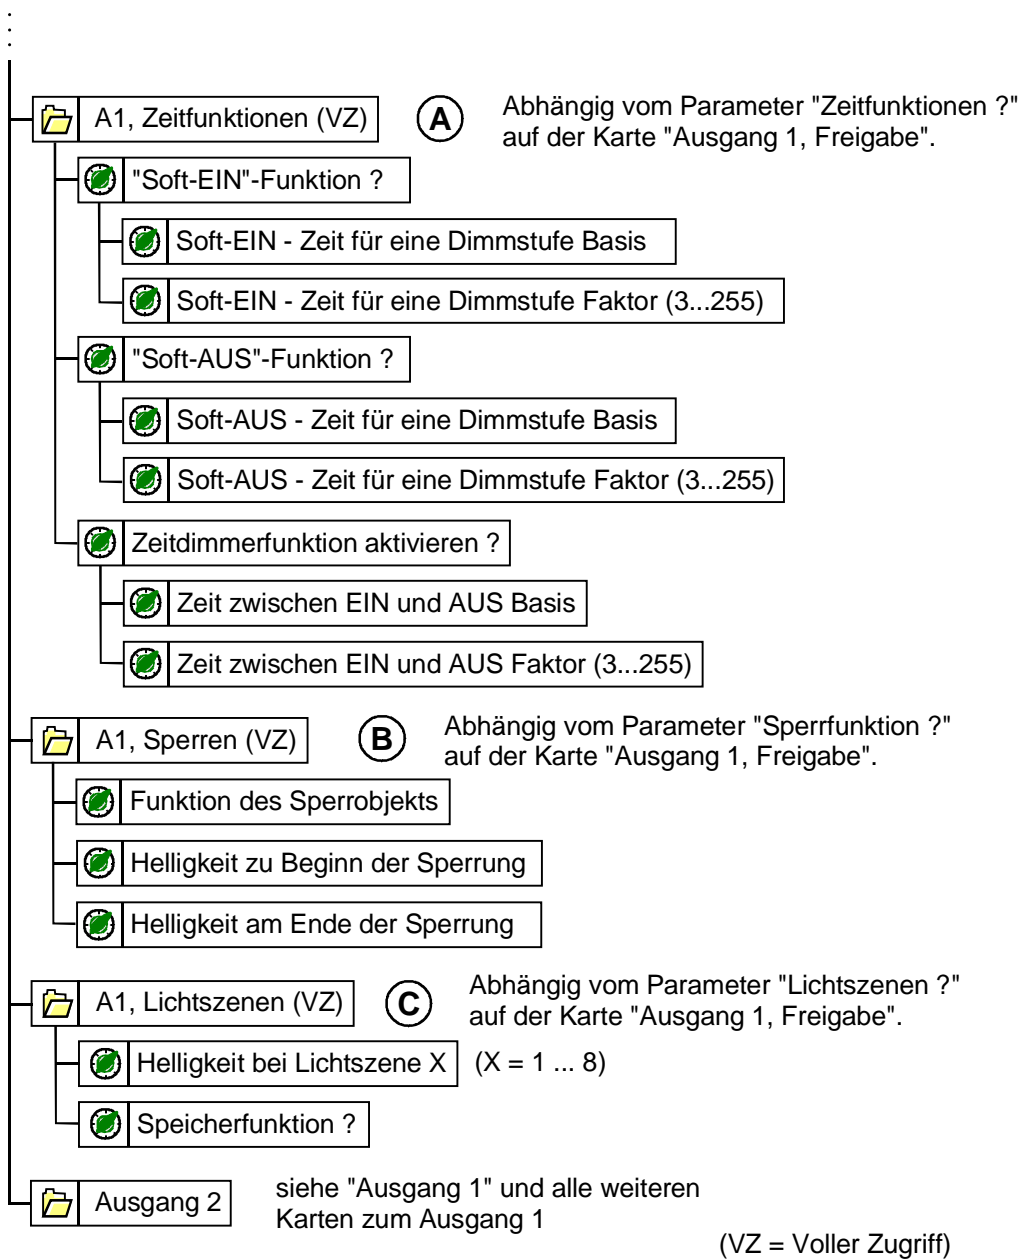 A1, Zeitfunktionen (VZ)
A
Abhängig vom Parameter "Zeitfunktionen ?"
auf der Karte "Ausgang 1, Freigabe".
"Soft-EIN"-Funktion ?
Soft-EIN - Zeit für eine Dimmstufe Basis
Soft-EIN - Zeit für eine Dimmstufe Faktor (3...255)
"Soft-AUS"-Funktion ?
Soft-AUS - Zeit für eine Dimmstufe Basis
Soft-AUS - Zeit für eine Dimmstufe Faktor (3...255)
Zeitdimmerfunktion aktivieren ?
Zeit zwischen EIN und AUS Basis
Zeit zwischen EIN und AUS Faktor (3...255)
A1, Sperren (VZ)
B
Abhängig vom Parameter "Sperrfunktion ?"
auf der Karte "Ausgang 1, Freigabe".
Funktion des Sperrobjekts
Helligkeit zu Beginn der Sperrung
Helligkeit am Ende der Sperrung
A1, Lichtszenen (VZ)
C
Abhängig vom Parameter "Lichtszenen ?"
auf der Karte "Ausgang 1, Freigabe".
Helligkeit bei Lichtszene X (X = 1 ... 8)
Speicherfunktion ?
Ausgang 2
siehe "Ausgang 1" und alle weiteren
Karten zum Ausgang 1
(VZ = Voller Zugriff)